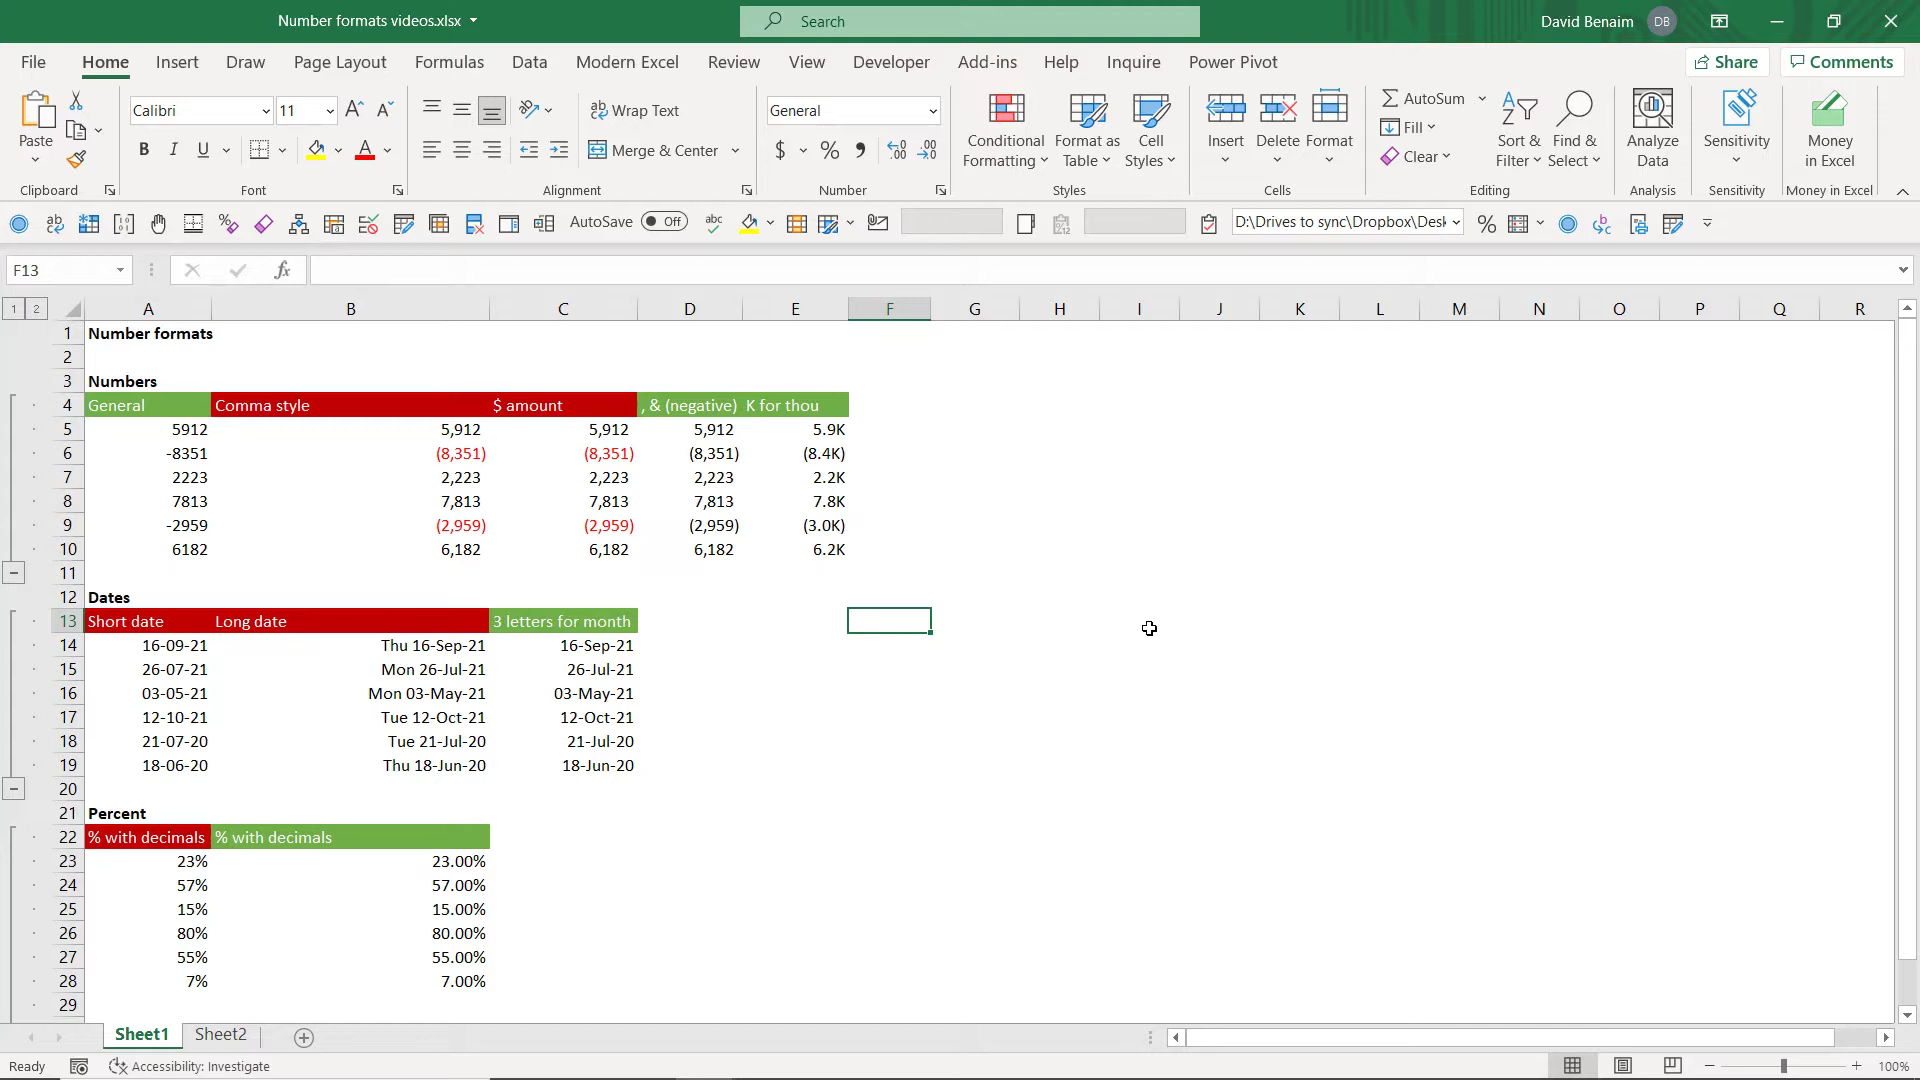 Number formats videos.xlsx
Search
David Benaim DB
File Home Insert Draw Page Layout Formulas Data Modern Excel Review View Developer Add-ins Help Inquire Power Pivot Share Comments
Paste
Calibri 11
B I U A
Wrap Text
Merge & Center
General
$ % ,
Conditional Formatting
Format as Table
Cell Styles
Insert
Delete
Format
AutoSum
Fill
Clear
Sort & Filter
Find & Select
Analyze Data
Sensitivity
Money in Excel
Clipboard Font Alignment Number Styles Cells Editing Analysis Sensitivity Money in Excel
AutoSave Off
D:\Drives to sync\Dropbox\Desk
F13 fx
1 2
A B C D E F G H I J K L M N O P Q R
1 Number formats
2
3 Numbers
4 General Comma style $ amount , & (negative) K for thou
5 5912 5,912 5,912 5,912 5.9K
6 -8351 (8,351) (8,351) (8,351) (8.4K)
7 2223 2,223 2,223 2,223 2.2K
8 7813 7,813 7,813 7,813 7.8K
9 -2959 (2,959) (2,959) (2,959) (3.0K)
10 6182 6,182 6,182 6,182 6.2K
11
12 Dates
13 Short date Long date 3 letters for month
14 16-09-21 Thu 16-Sep-21 16-Sep-21
15 26-07-21 Mon 26-Jul-21 26-Jul-21
16 03-05-21 Mon 03-May-21 03-May-21
17 12-10-21 Tue 12-Oct-21 12-Oct-21
18 21-07-20 Tue 21-Jul-20 21-Jul-20
19 18-06-20 Thu 18-Jun-20 18-Jun-20
20
21 Percent
22 % with decimals % with decimals
23 23% 23.00%
24 57% 57.00%
25 15% 15.00%
26 80% 80.00%
27 55% 55.00%
28 7% 7.00%
29
Sheet1 Sheet2
Ready Accessibility: Investigate 100%